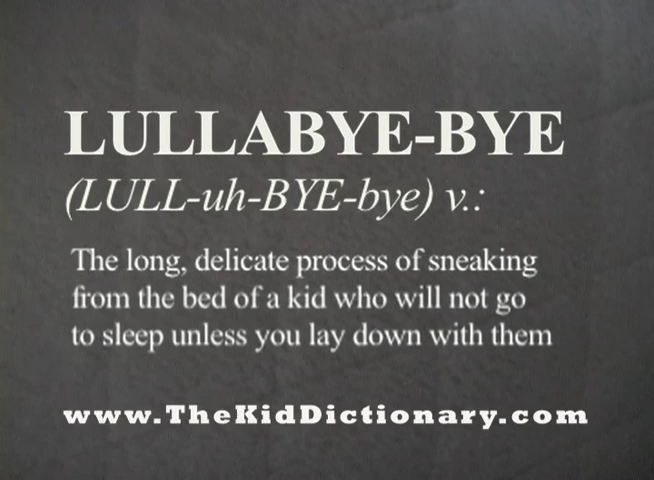 LULLABYE-BYE
(LULL-uh-BYE-bye) v.:
The long, delicate process of sneaking
from the bed of a kid who will not go
to sleep unless you lay down with them
www.TheKidDictionary.com